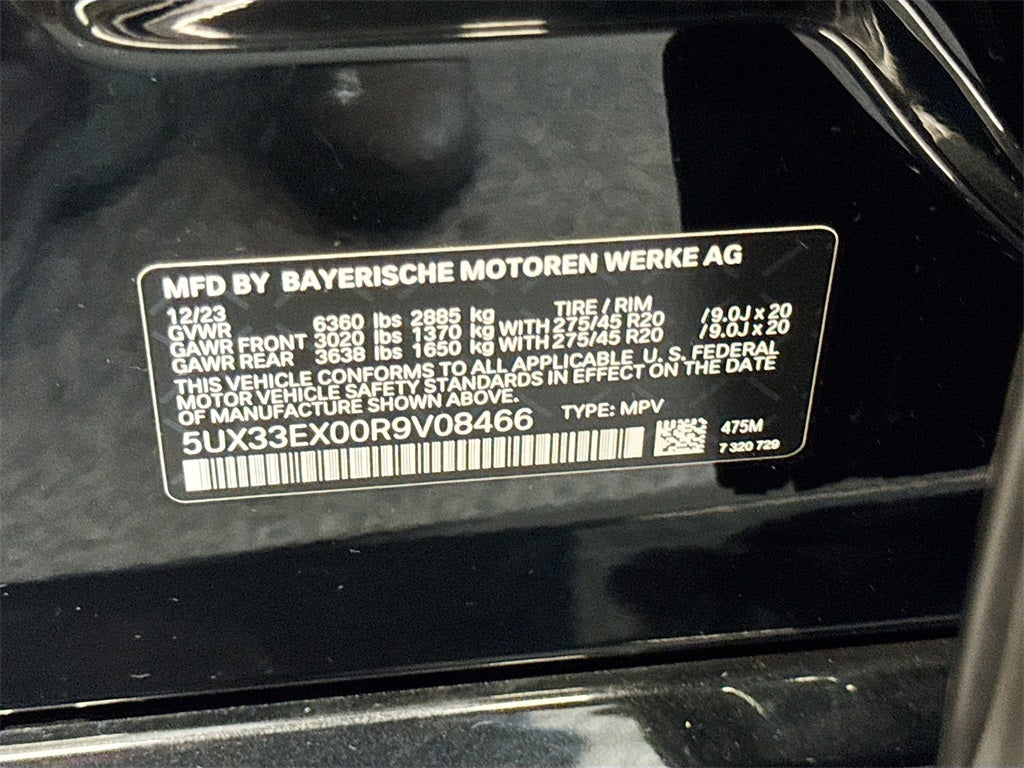 MFD BY BAYERISCHE MOTOREN WERKE AG
12/23 TIRE / RIM
GVWR 6360 lbs 2885 kg
GAWR FRONT 3020 lbs 1370 kg WITH 275/45 R20 / 9.0J x 20
GAWR REAR 3638 lbs 1650 kg WITH 275/45 R20 / 9.0J x 20
THIS VEHICLE CONFORMS TO ALL APPLICABLE U. S. FEDERAL
MOTOR VEHICLE SAFETY STANDARDS IN EFFECT ON THE DATE
OF MANUFACTURE SHOWN ABOVE.
5UX33EX00R9V08466 TYPE: MPV
475M
7 320 729